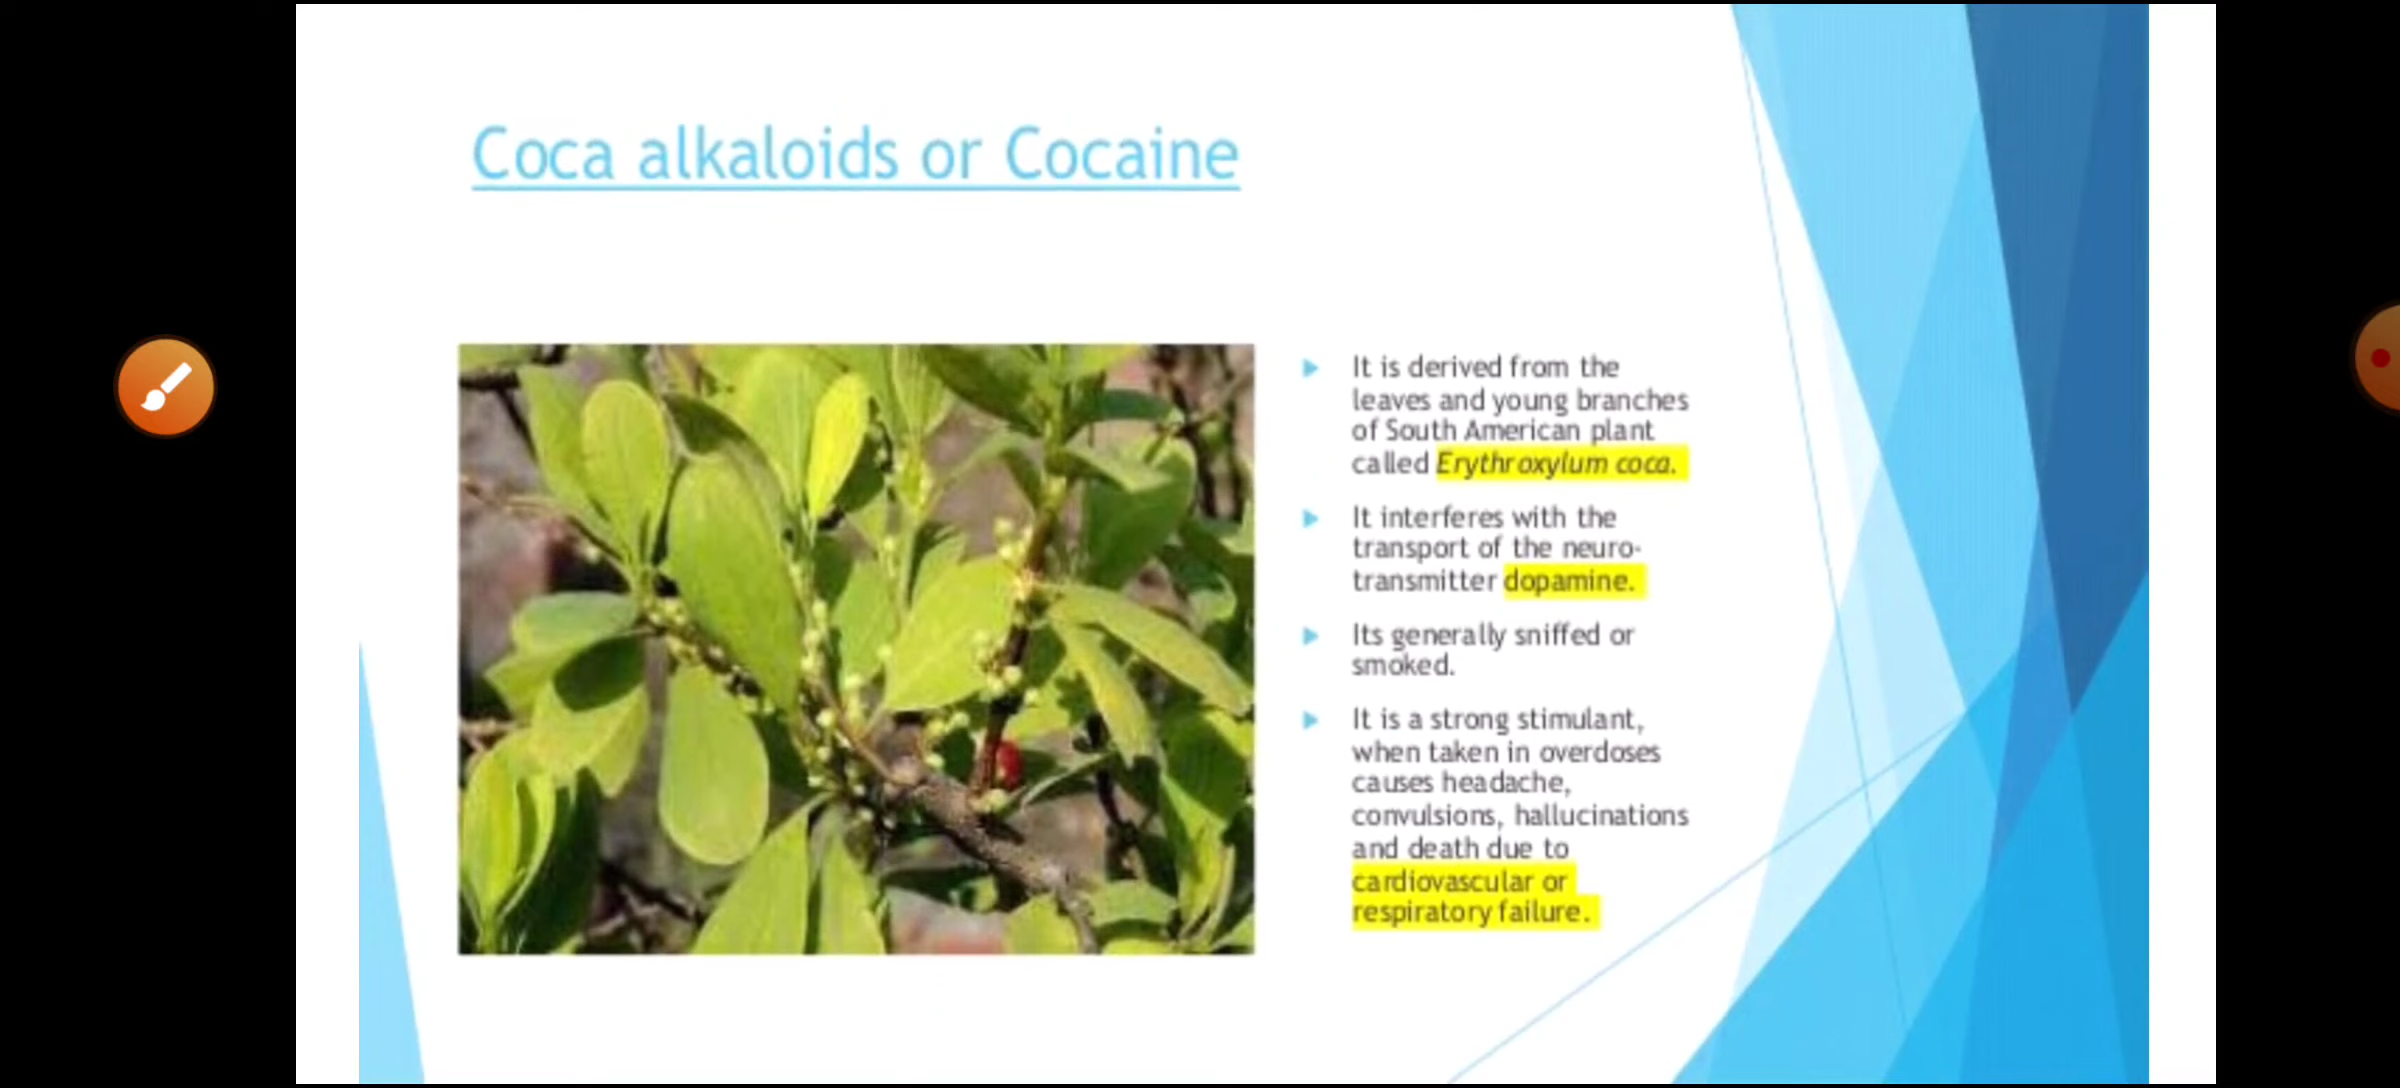 Coca alkaloids or Cocaine
It is derived from the
leaves and young branches
of South American plant
called Erythroxylum coca.
It interferes with the
transport of the neuro-
transmitter dopamine.
Its generally sniffed or
smoked.
It is a strong stimulant,
when taken in overdoses
causes headache,
convulsions, hallucinations
and death due to
cardiovascular or
respiratory failure.